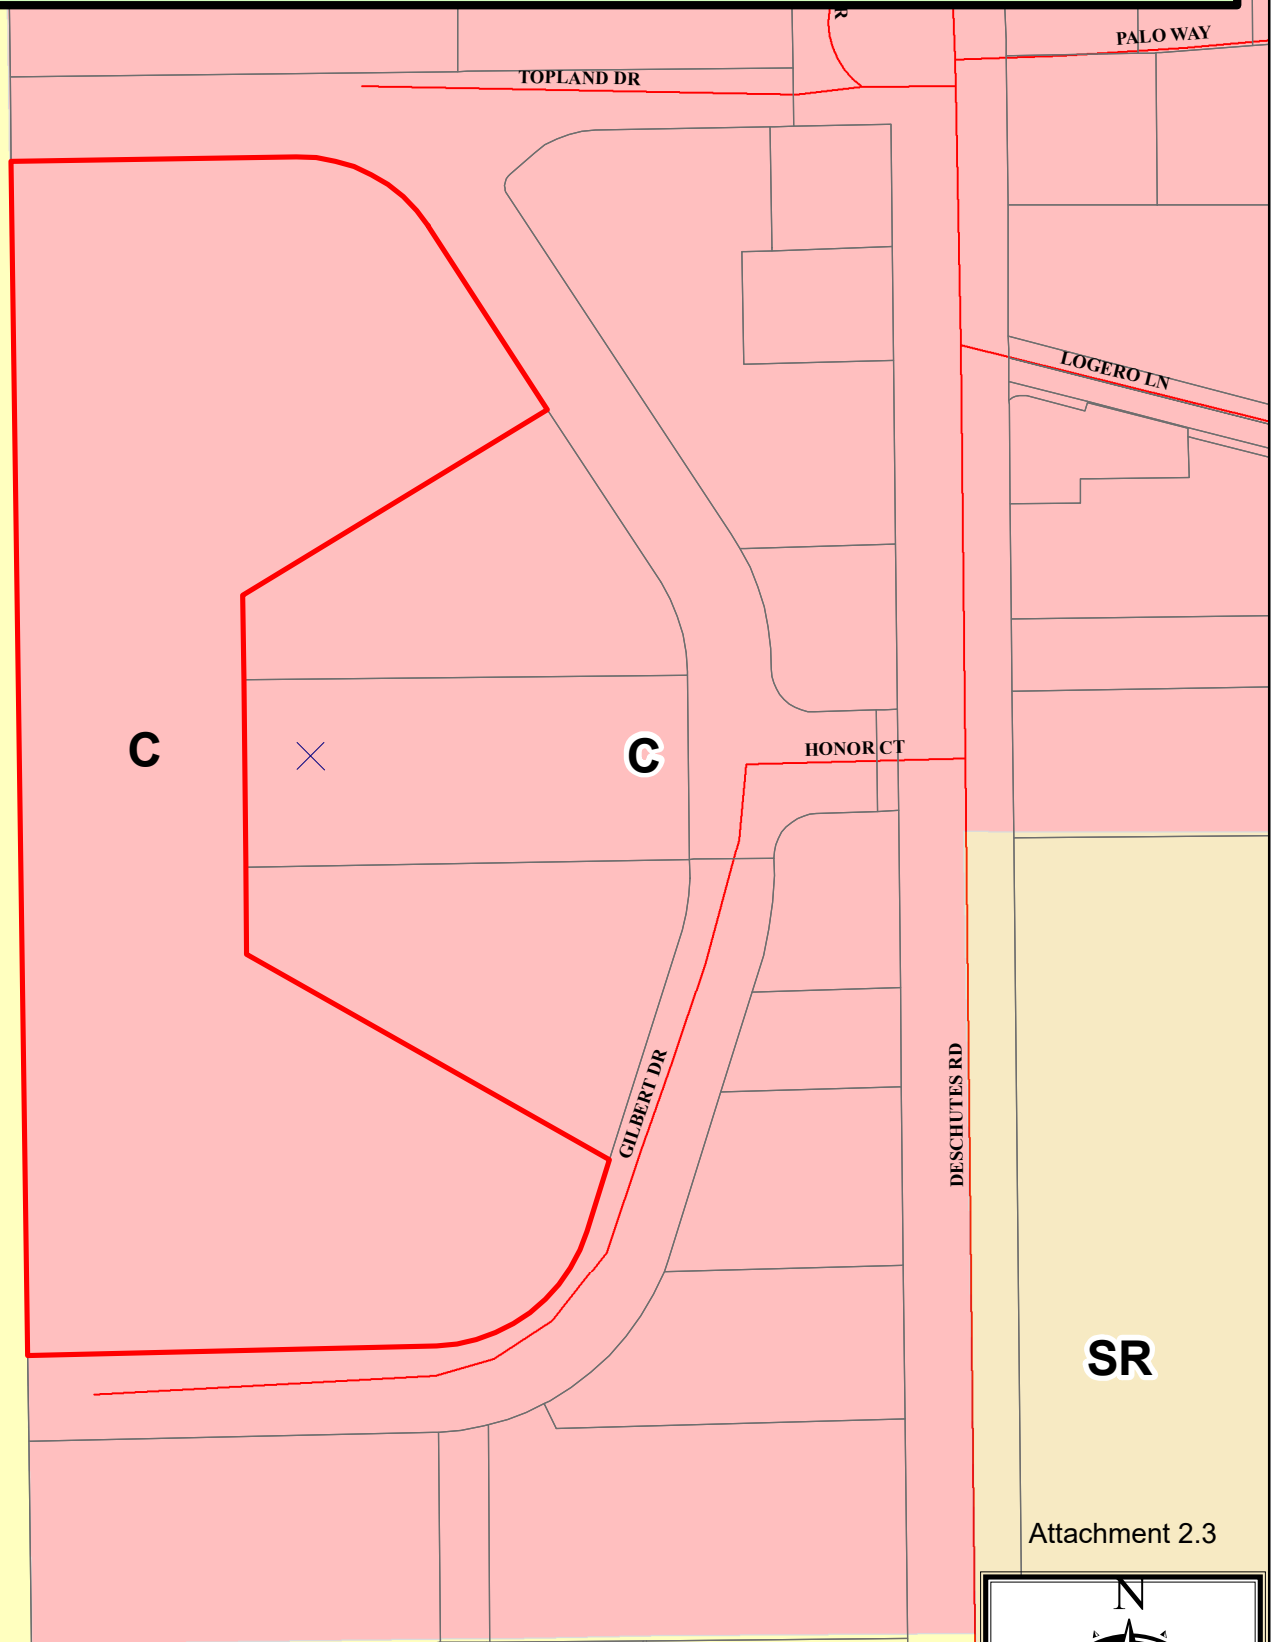 PALO WAY
TOPLAND DR
LOGERO LN
C
C
HONOR CT
GILBERT DR
DESCHUTES RD
SR
Attachment 2.3
N